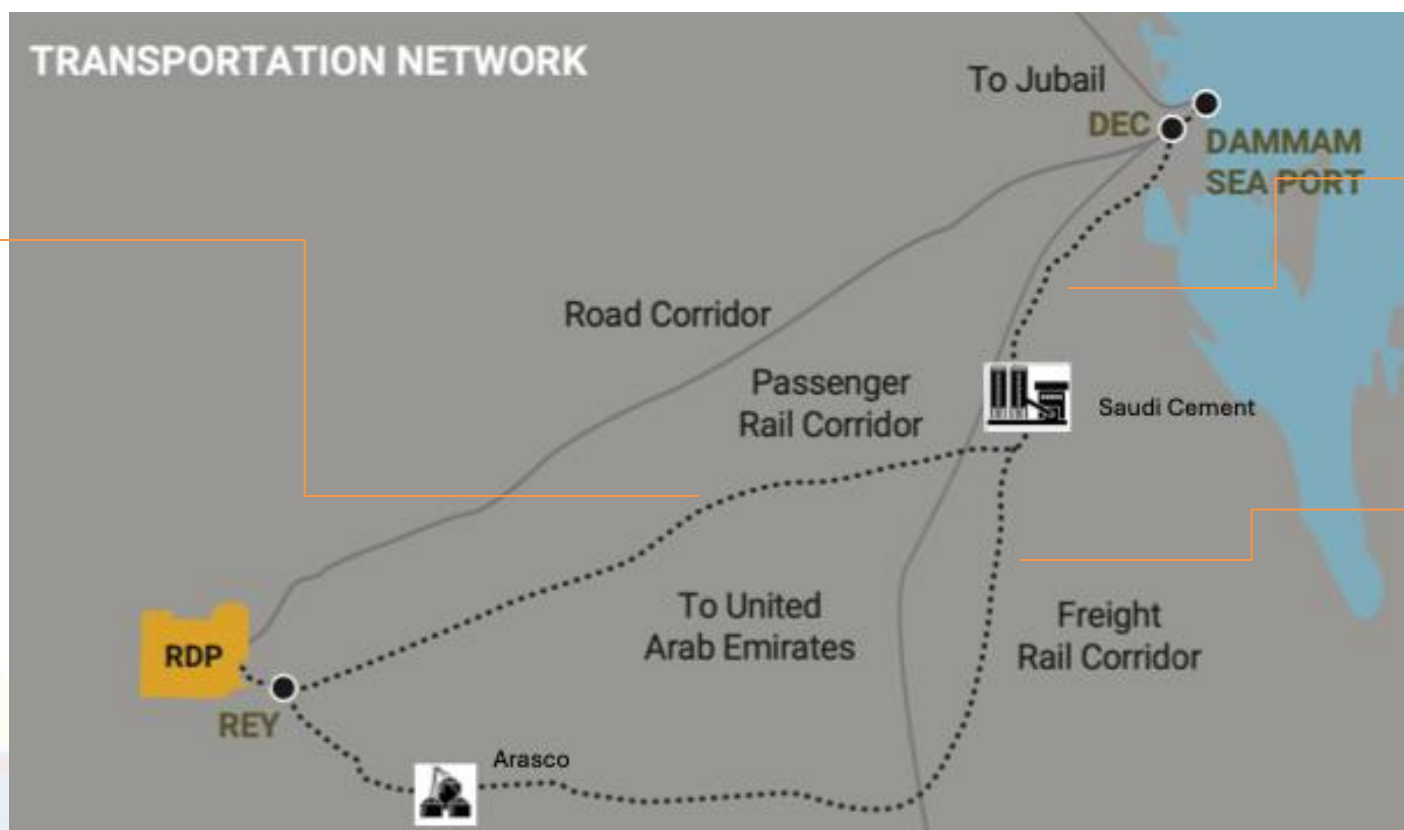 TRANSPORTATION NETWORK
To Jubail
DEC
DAMMAM
SEA PORT
Road Corridor
Passenger
Rail Corridor
Saudi Cement
To United
Arab Emirates
Freight
Rail Corridor
RDP
REY
Arasco